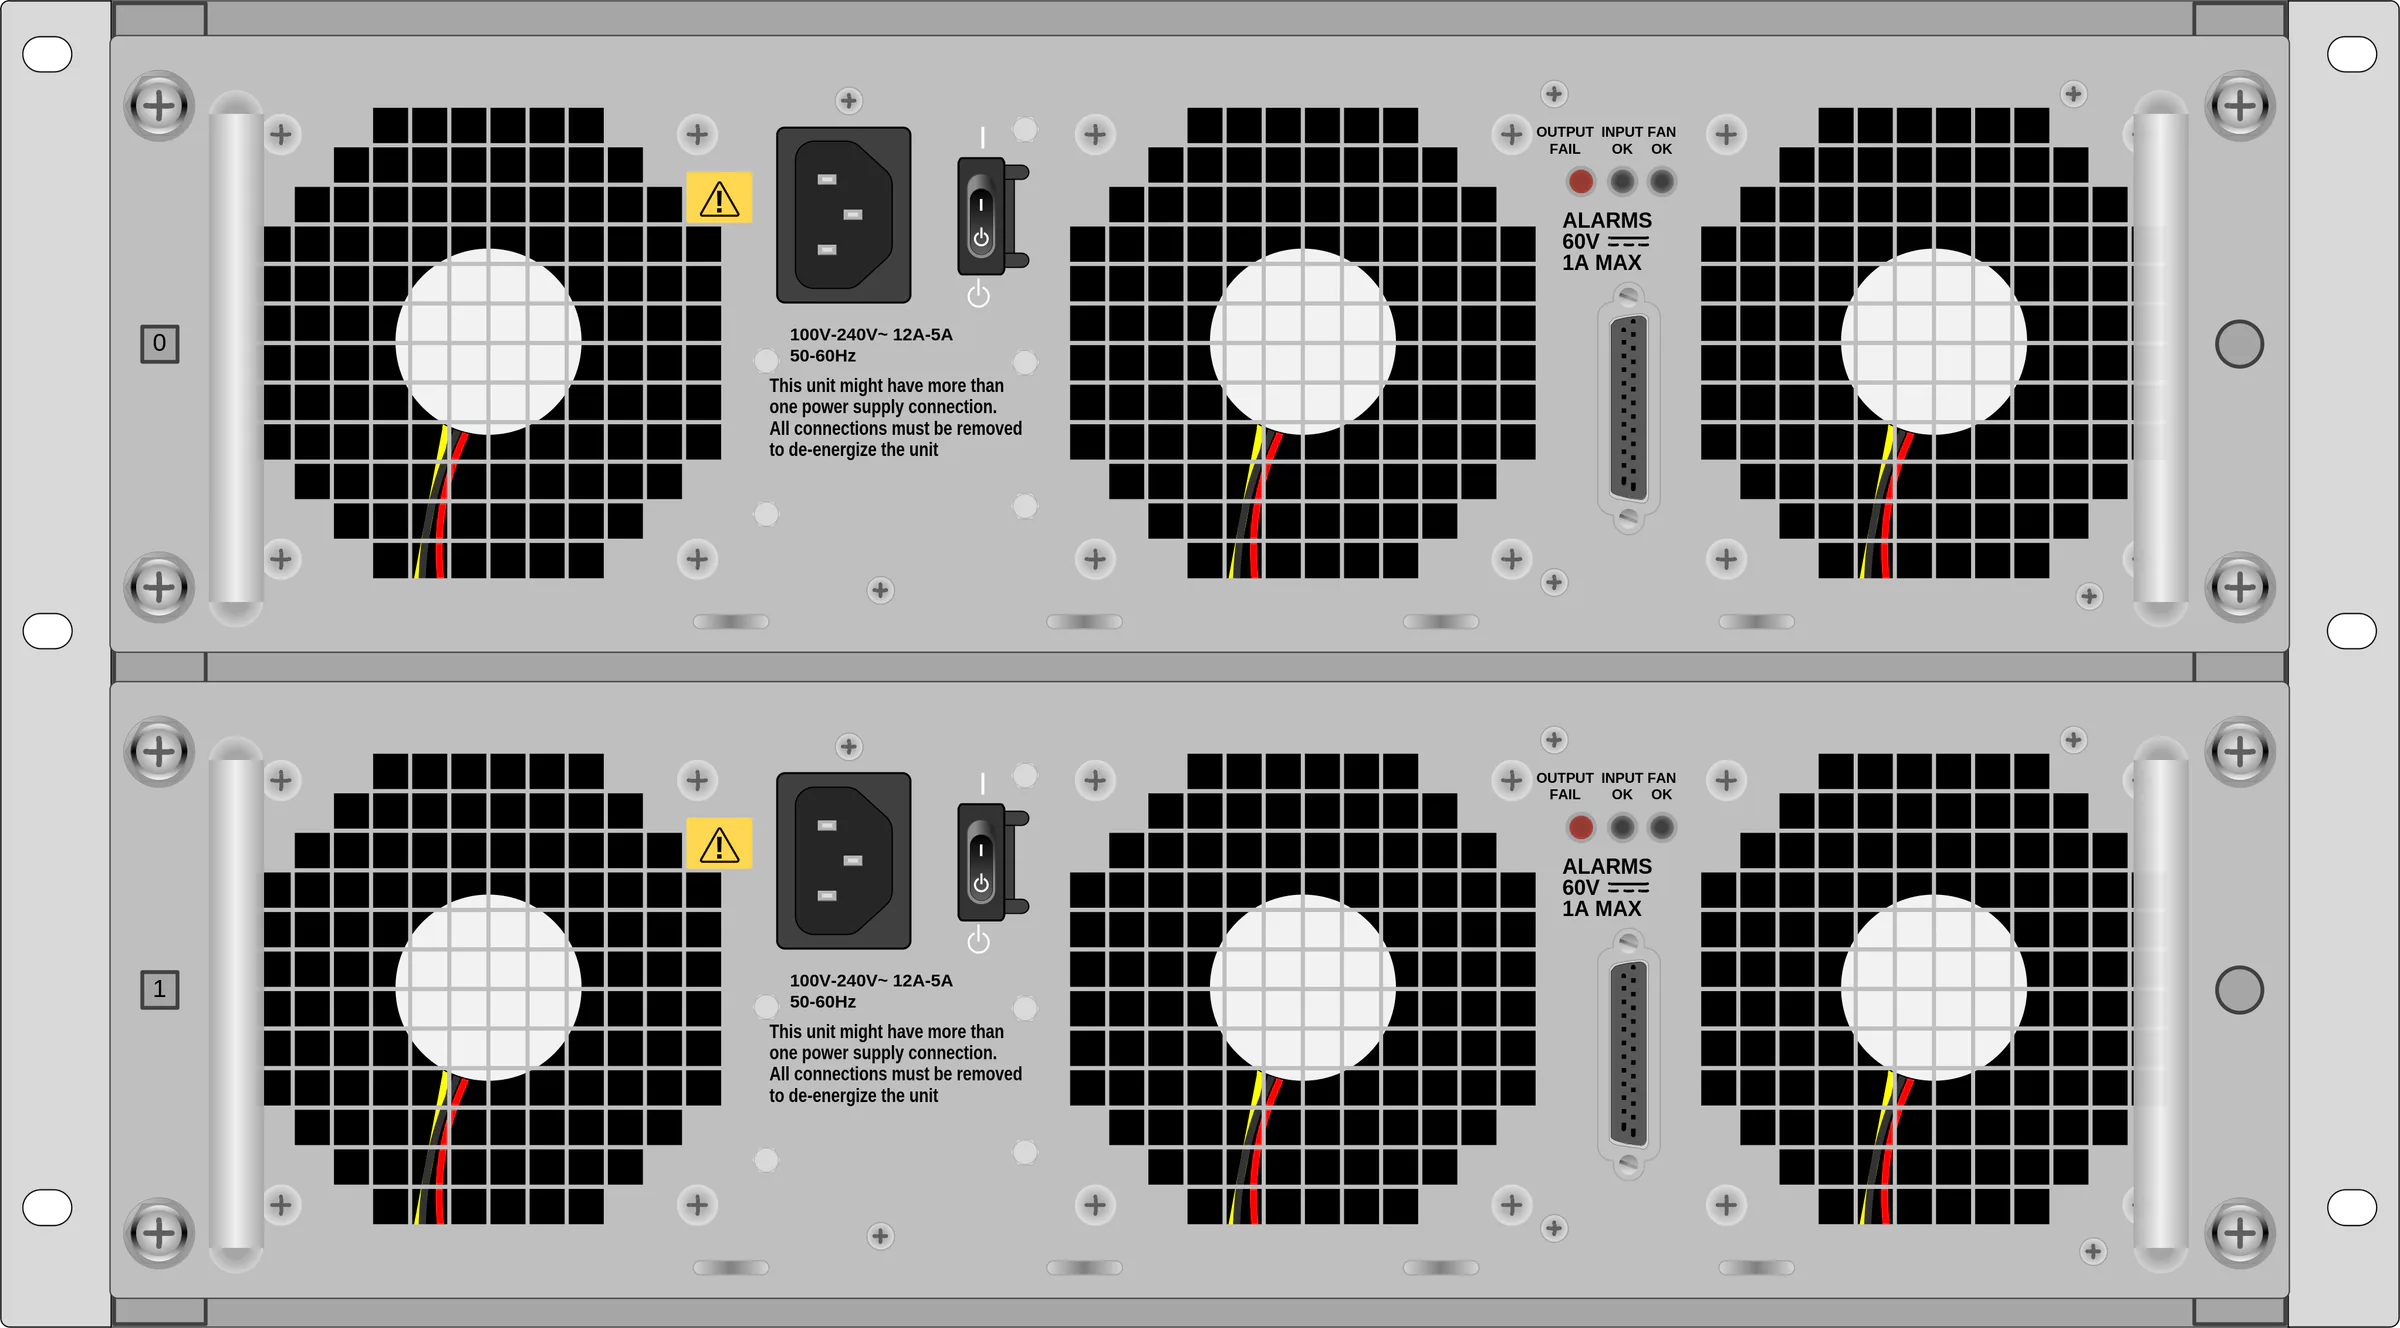 OUTPUT INPUT FAN
FAIL OK OK
!
I
I
ALARMS
60V
1A MAX
0
100V-240V~ 12A-5A
50-60Hz
This unit might have more than
one power supply connection.
All connections must be removed
to de-energize the unit
OUTPUT INPUT FAN
FAIL OK OK
!
I
I
ALARMS
60V
1A MAX
1
100V-240V~ 12A-5A
50-60Hz
This unit might have more than
one power supply connection.
All connections must be removed
to de-energize the unit